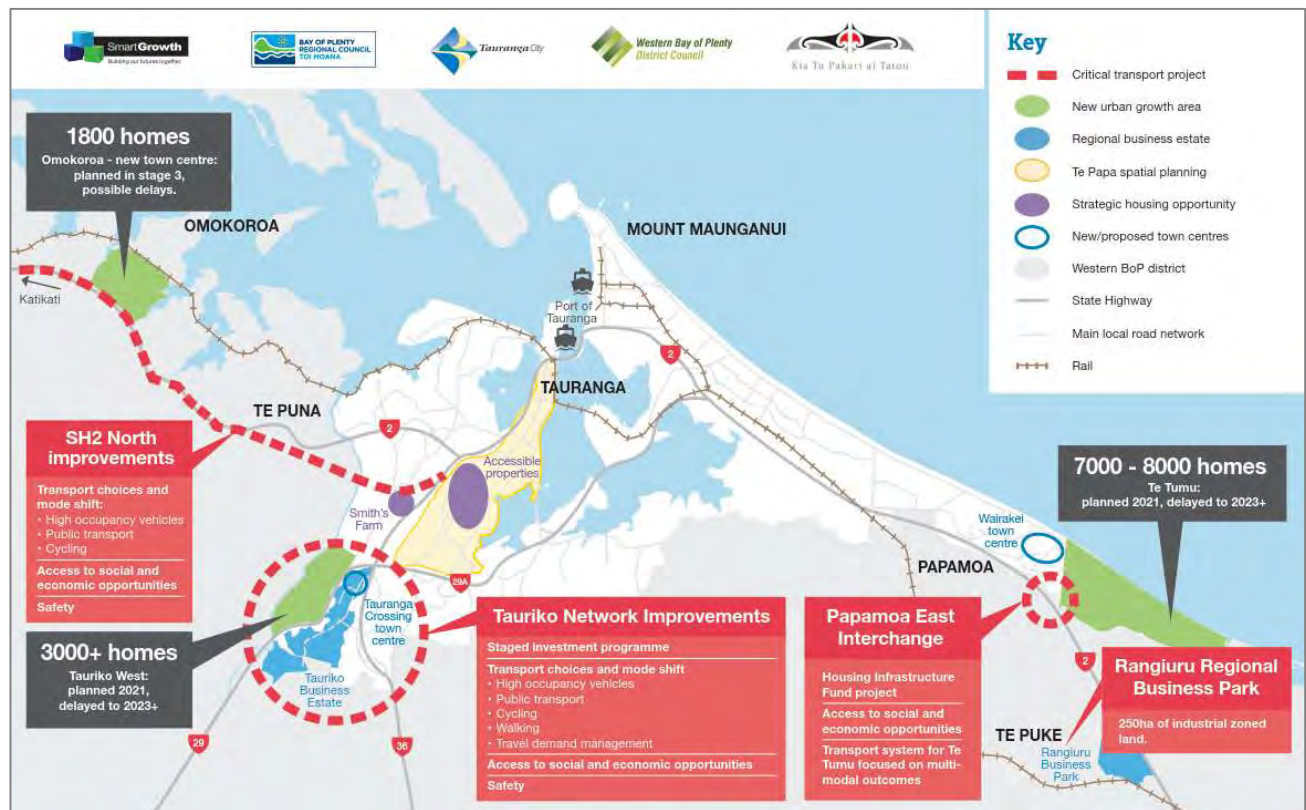 SmartGrowth
Building our futures together
BAY OF PLENTY
REGIONAL COUNCIL
TOI MOANA
Tauranga City
Western Bay of Plenty
District Council
Kia Tu Pakari ai Tatou
Key
Critical transport project
New urban growth area
Regional business estate
Te Papa spatial planning
Strategic housing opportunity
New/proposed town centres
Western BoP district
State Highway
Main local road network
Rail
1800 homes
Omokoroa - new town centre:
planned in stage 3,
possible delays.
OMOKOROA
Katikati
MOUNT MAUNGANUI
Port of
Tauranga
2
TAURANGA
TE PUNA
2
Accessible
properties
Smith's
Farm
SH2 North
improvements
Transport choices and
mode shift:
• High occupancy vehicles
• Public transport
• Cycling
Access to social and
economic opportunities
Safety
3000+ homes
Tauriko West:
planned 2021,
delayed to 2023+
29A
Tauranga
Crossing
town
centre
Tauriko
Business
Estate
29
36
Tauriko Network Improvements
Staged investment programme
Transport choices and mode shift
• High occupancy vehicles
• Public transport
• Cycling
• Walking
• Travel demand management
Access to social and economic opportunities
Safety
7000 - 8000 homes
Te Tumu:
planned 2021, delayed to 2023+
Wairakei
town
centre
PAPAMOA
Papamoa East
Interchange
Housing Infrastructure
Fund project
Access to social and
economic opportunities
Transport system for Te
Tumu focused on multi-
modal outcomes
2
Rangiuru Regional
Business Park
250ha of industrial zoned
land.
TE PUKE
Rangiuru
Business
Park